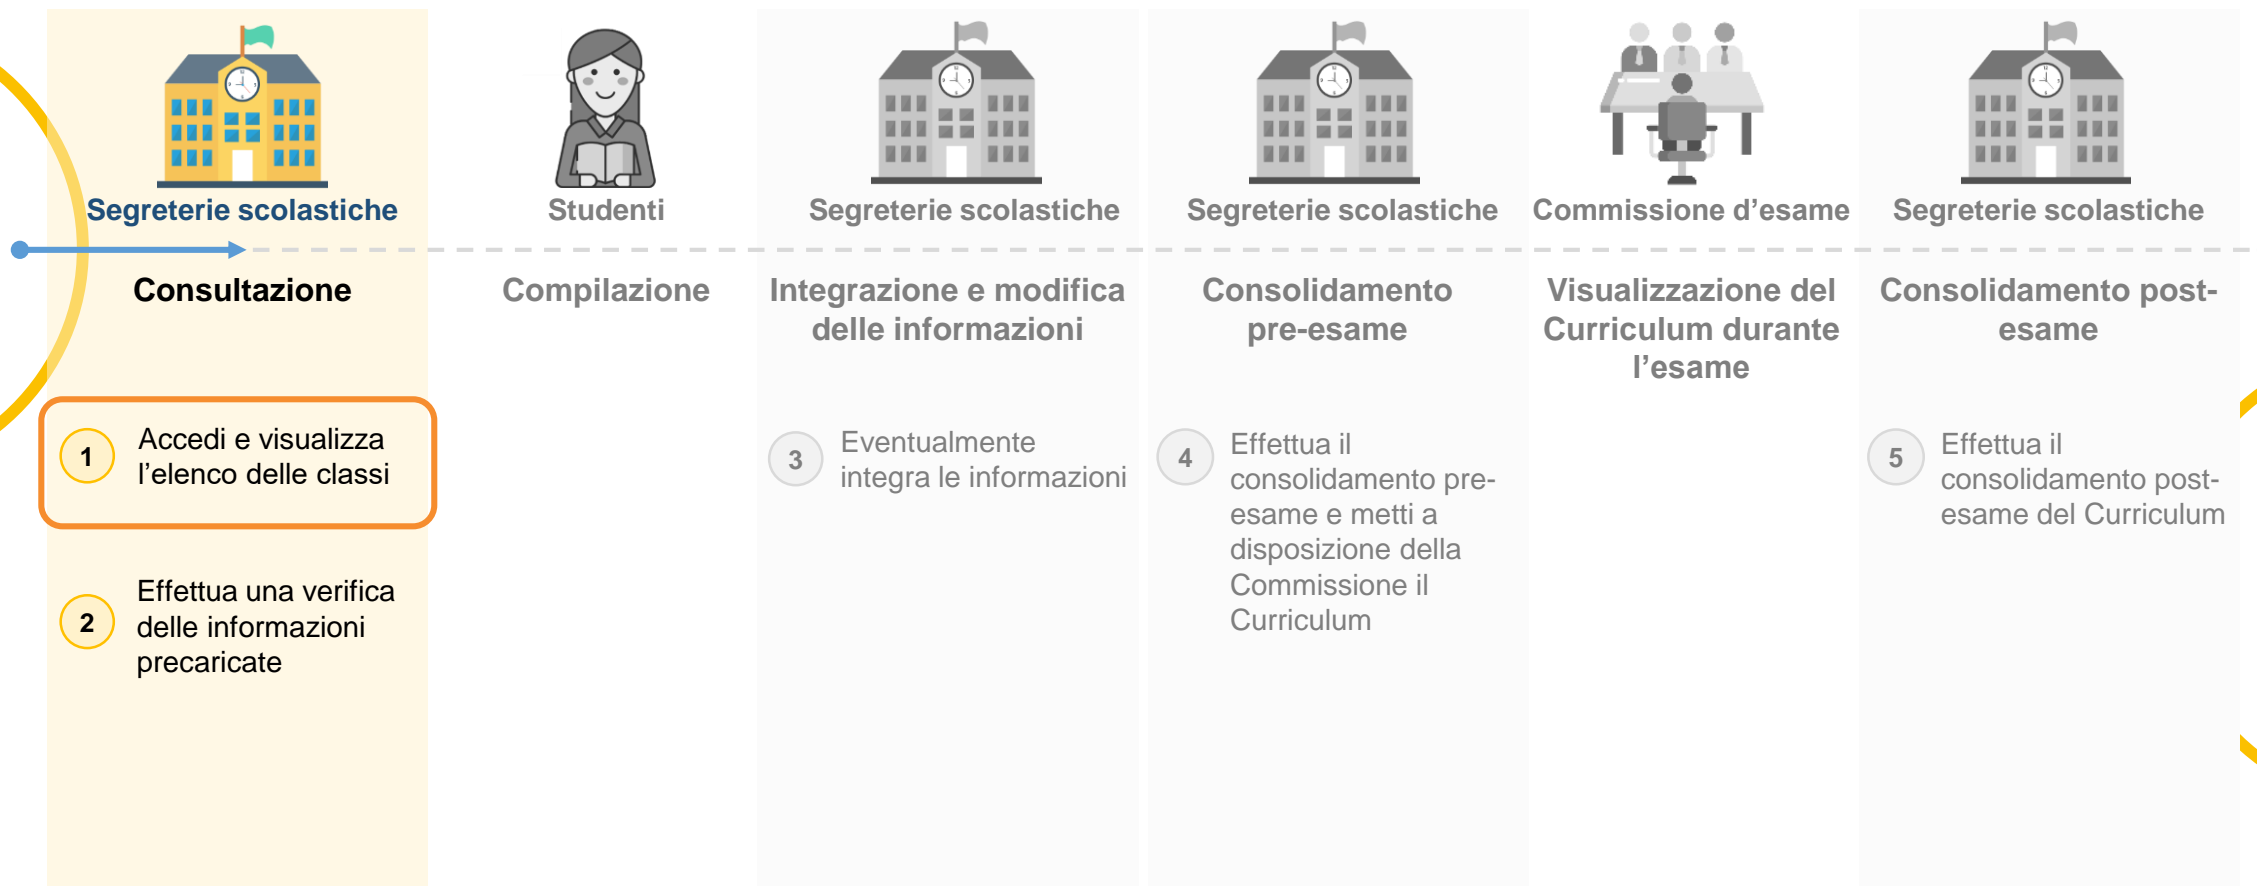 Segreterie scolastiche
Studenti
Segreterie scolastiche
Segreterie scolastiche
Commissione d’esame
Segreterie scolastiche
Consultazione
Compilazione
Integrazione e modifica
delle informazioni
Consolidamento
pre-esame
Visualizzazione del
Curriculum durante
l’esame
Consolidamento post-
esame
1
Accedi e visualizza
l’elenco delle classi
2
Effettua una verifica
delle informazioni
precaricate
3
Eventualmente
integra le informazioni
4
Effettua il
consolidamento pre-
esame e metti a
disposizione della
Commissione il
Curriculum
5
Effettua il
consolidamento post-
esame del Curriculum